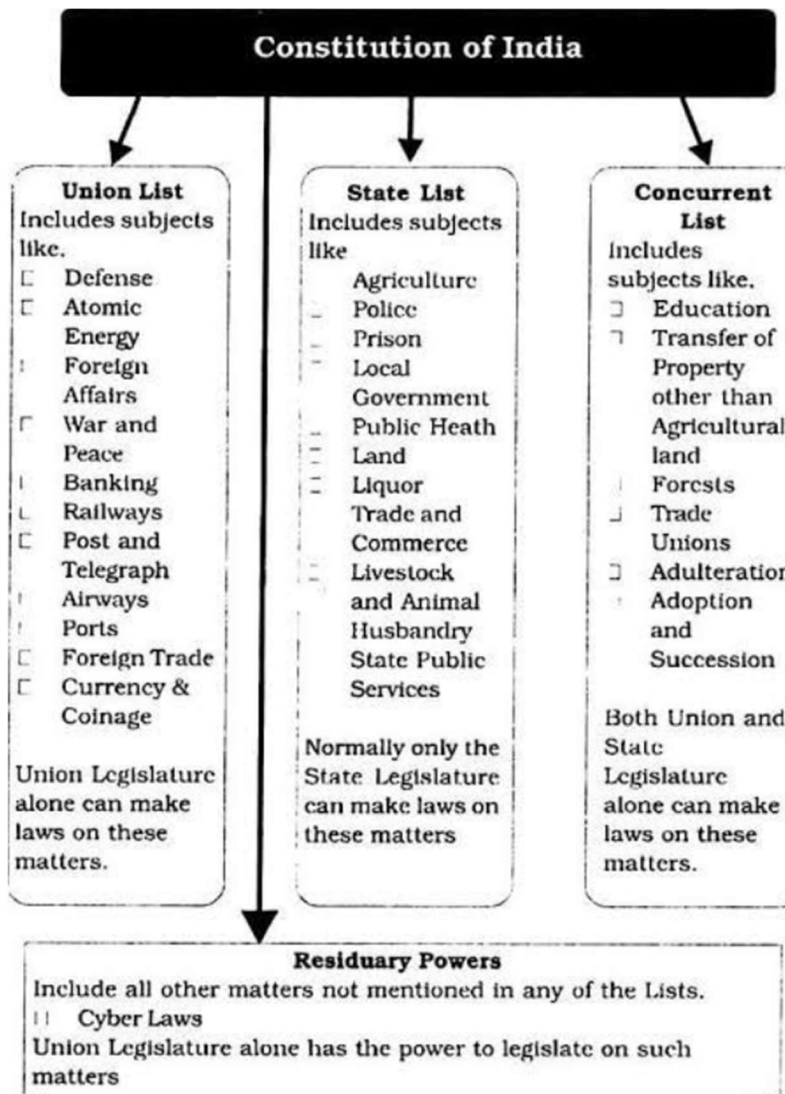 Constitution of India
Union List
Includes subjects
like.
Defense
Atomic
Energy
Foreign
Affairs
War and
Peace
Banking
Railways
Post and
Telegraph
Airways
Ports
Foreign Trade
Currency &
Coinage
Union Legislature
alone can make
laws on these
matters.
State List
Includes subjects
like
Agriculture
Police
Prison
Local
Government
Public Heath
Land
Liquor
Trade and
Commerce
Livestock
and Animal
Husbandry
State Public
Services
Normally only the
State Legislature
can make laws on
these matters
Concurrent
List
Includes
subjects like.
Education
Transfer of
Property
other than
Agricultural
land
Forests
Trade
Unions
Adulteration
Adoption
and
Succession
Both Union and
State
Legislature
alone can make
laws on these
matters.
Residuary Powers
Include all other matters not mentioned in any of the Lists.
Cyber Laws
Union Legislature alone has the power to legislate on such
matters